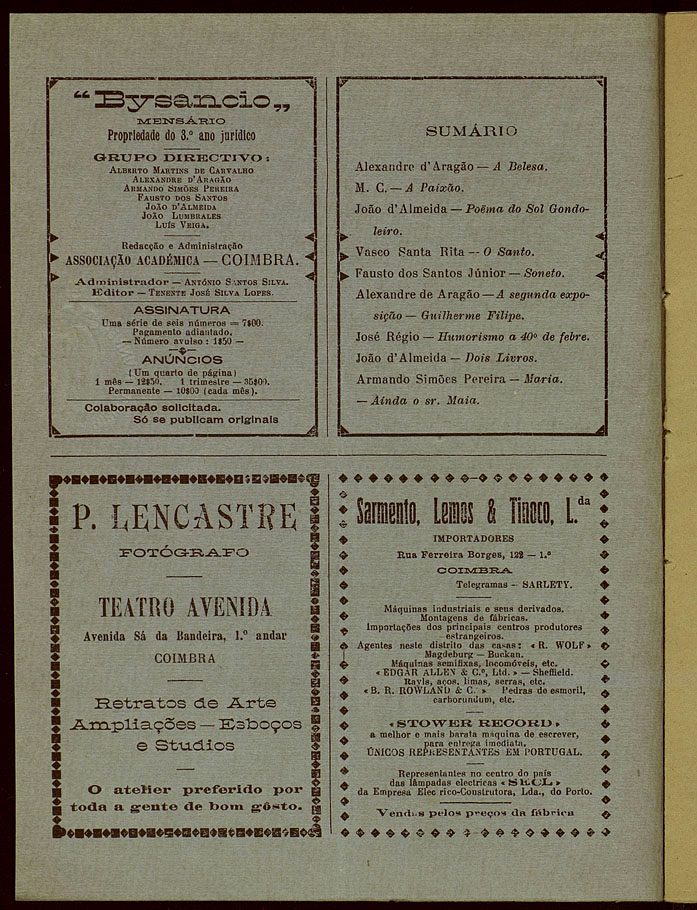 “Bysancio„
MENSÁRIO
Propriedade do 3.º ano jurídico
GRUPO DIRECTIVO:
ALBERTO MARTINS DE CARVALHO
ALEXANDRE D'ARAGÃO
ARMANDO SIMÕES PEREIRA
FAUSTO DOS SANTOS
JOÃO D'ALMEIDA
JOÃO LUMBRALES
LUÍS VEIGA.
Redacção e Administração
ASSOCIAÇÃO ACADÉMICA — COIMBRA.
Administrador — ANTÓNIO SANTOS SILVA.
Editor — TENENTE JOSÉ SILVA LOPES.
ASSINATURA
Uma série de seis números = 7$00.
Pagamento adiantado.
— Número avulso : 1$50 —
ANÚNCIOS
(Um quarto de página)
1 mês — 12$50. 1 trimestre — 35$00.
Permanente — 10$00 (cada mês).
Colaboração solicitada.
Só se publicam originais
SUMÁRIO
Alexandre d'Aragão — A Belesa.
M. C. — A Paixão.
João d'Almeida — Poêma do Sol Gondo-
leiro.
Vasco Santa Rita — O Santo.
Fausto dos Santos Júnior — Soneto.
Alexandre de Aragão — A segunda expo-
sição — Guilherme Filipe.
José Régio — Humorismo a 40º de febre.
João d'Almeida — Dois Livros.
Armando Simões Pereira — Maria.
— Ainda o sr. Maia.
P. LENCASTRE
FOTÓGRAFO
TEATRO AVENIDA
Avenida Sá da Bandeira, 1.º andar
COIMBRA
Retratos de Arte
Ampliações — Esboços
e Studios
O atelier preferido por
toda a gente de bom gôsto.
Sarmento, Lemos & Tinoco, L.da
IMPORTADORES
Rua Ferreira Borges, 122 — 1.º
COIMBRA
Telegramas — SARLETY.
Máquinas industriais e seus derivados.
Montagens de fábricas.
Importações dos principais centros produtores
estrangeiros.
Agentes neste distrito das casas: «R. WOLF»
Magdeburg — Buckan.
Máquinas semifixas, locomóveis, etc.
«EDGAR ALLEN & C.º, Ltd.» — Sheffield.
Rayls, aços, limas, serras, etc.
«B. R. ROWLAND & C.º» Pedras de esmeril,
carborundum, etc.
«STOWER RECORD»
a melhor e mais barata máquina de escrever,
para entrega imediata.
ÚNICOS REPRESENTANTES EM PORTUGAL.
Representantes no centro do país
das lâmpadas electricas «SECL»
da Empresa Elec rico-Construtora, Lda., do Porto.
Vendas pelos preços da fábrica